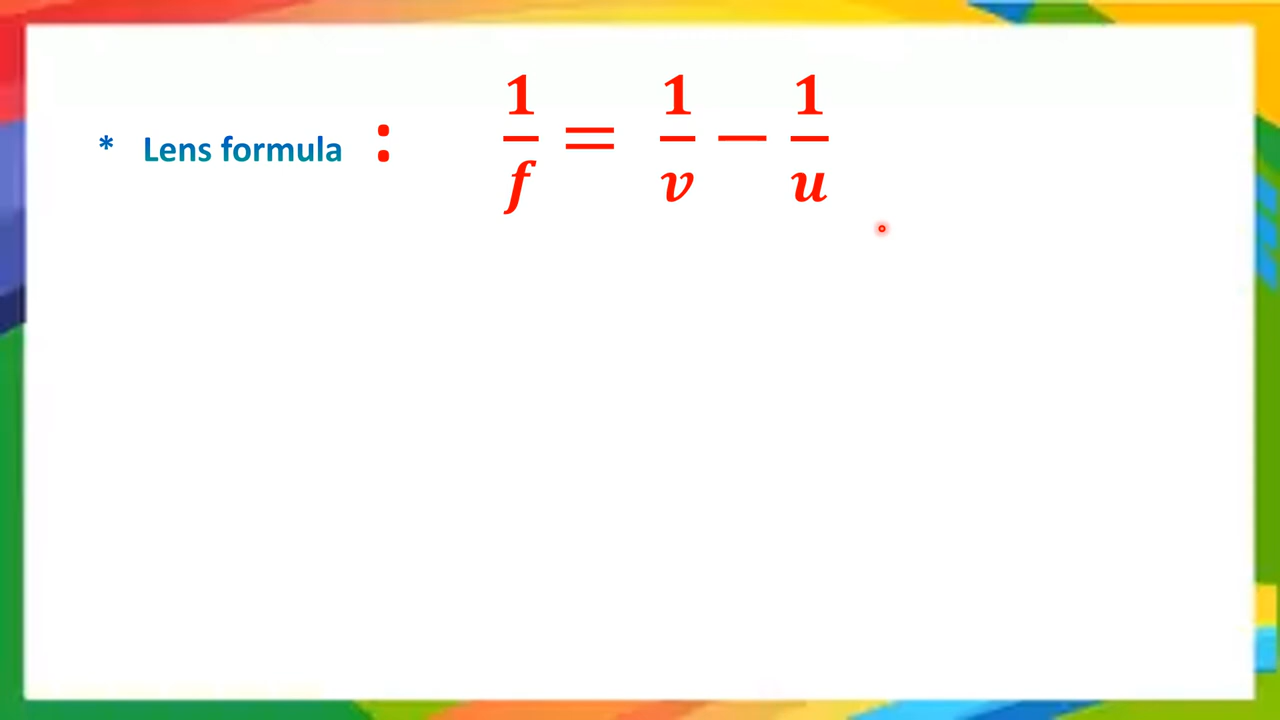 * Lens formula : 1/f = 1/v − 1/u